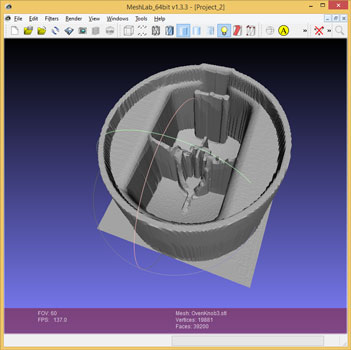 MeshLab_64bit v1.3.3 - [Project_2]
File Edit Filters Render View Windows Tools Help
A
FOV: 60
FPS: 137.0
Mesh: OvenKnob3.stl
Vertices: 19681
Faces: 39200